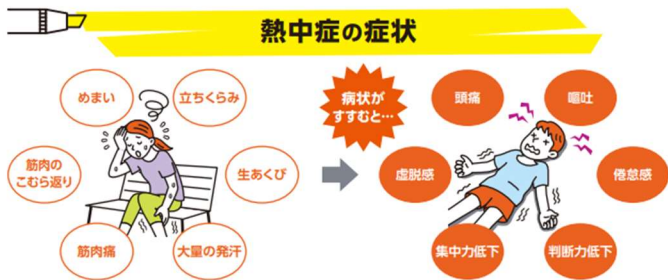 熱中症の症状
めまい
立ちくらみ
筋肉の
こむら返り
生あくび
筋肉痛
大量の発汗
病状が
すすむと…
頭痛
嘔吐
虚脱感
倦怠感
集中力低下
判断力低下